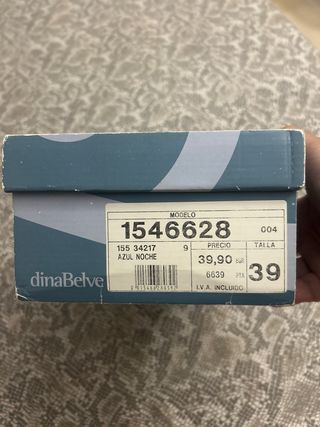 MODELO
1546628 004
155 34217 9 PRECIO TALLA
AZUL NOCHE 39,90 EUR 39
6639 PTA
I.V.A. INCLUIDO
dinaBelve